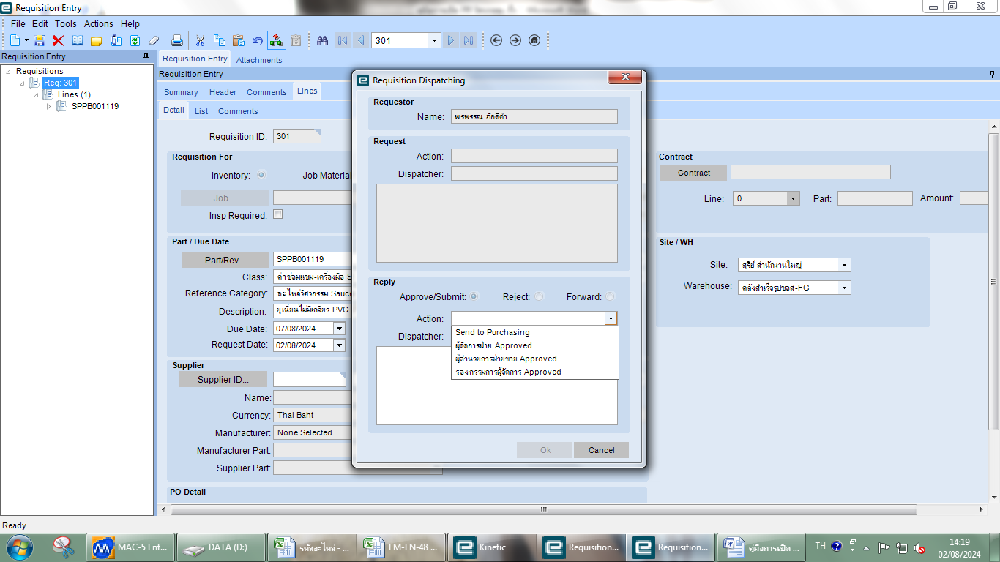 Requisition Entry
File Edit Tools Actions Help
301
Requisition Entry
Requisitions
Req: 301
Lines (1)
SPPB001119
Requisition Entry Attachments
Requisition Entry
Summary Header Comments Lines
Detail List Comments
Requisition ID: 301
Requisition For
Inventory: Job Material
Job...
Insp Required:
Part / Due Date
Part/Rev... SPPB001119
Class: ค่าซ่อมแซม-เครื่องมือ S
Reference Category: อะไหล่วิศวกรรม Sauce
Description: ยูเนียนไม่มีเกลียว PVC
Due Date: 07/08/2024
Request Date: 02/08/2024
Supplier
Supplier ID...
Name:
Currency: Thai Baht
Manufacturer: None Selected
Manufacturer Part:
Supplier Part:
PO Detail
Requisition Dispatching
Requestor
Name: พรพรรณ ภักดีคำ
Request
Action:
Dispatcher:
Reply
Approve/Submit: Reject: Forward:
Action:
Dispatcher:
Send to Purchasing
ผู้จัดการฝ่าย Approved
ผู้อำนวยการฝ่ายขาย Approved
รองกรรมการผู้จัดการ Approved
Ok Cancel
Contract
Contract
Line: 0 Part: Amount:
Site / WH
Site: สุรีย์ สำนักงานใหญ่
Warehouse: คลังสำเร็จรูปซอส-FG
Ready
MAC-5 Ent... DATA (D:) รหัสอะไหล่ - ... FM-EN-48 ... Kinetic Requisition... Requisition... คู่มือการเปิด ... TH 14:19
02/08/2024